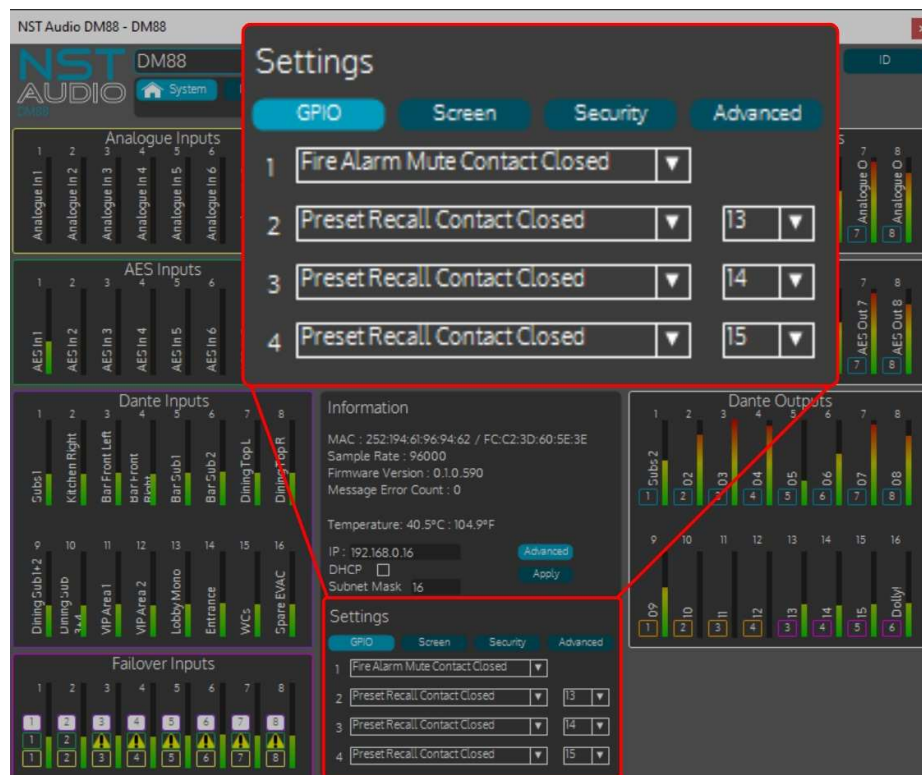 NST Audio DM88 - DM88
NST
AUDIO
DM88
DM88
System
ID
Settings
GPIO Screen Security Advanced
1 Fire Alarm Mute Contact Closed
2 Preset Recall Contact Closed 13
3 Preset Recall Contact Closed 14
4 Preset Recall Contact Closed 15
Analogue Inputs
1 2 3 4 5 6
Analogue In 1
Analogue In 2
Analogue In 3
Analogue In 4
Analogue In 5
Analogue In 6
7 8
Analogue O
Analogue O
7 8
AES Inputs
1 2 3 4 5 6
AES In 1
AES In 2
AES In 3
AES In 4
AES In 5
AES In 6
7 8
AES Out 7
AES Out 8
7 8
Dante Inputs
1 2 3 4 5 6 7 8
Subs 1
Kitchen Right
Bar Front Left
Bar Front Right
Bar Sub 1
Bar Sub 2
Dining Top L
Dining Top R
9 10 11 12 13 14 15 16
Dining Sub 1+2
Dining Sub 3+4
VIP Area 1
VIP Area 2
Lobby Mono
Entrance
WCs
Spare EVAC
Failover Inputs
1 2 3 4 5 6 7 8
1 2 3 4 5 6 7 8
1 2
1 2 3 4 5 6 7 8
Information
MAC : 252:194:61:96:94:62 / FC:C2:3D:60:5E:3E
Sample Rate : 96000
Firmware Version : 0.1.0.590
Message Error Count : 0
Temperature: 40.5°C : 104.9°F
IP : 192.168.0.16 Advanced
DHCP Apply
Subnet Mask 16
Settings
GPIO Screen Security Advanced
1 Fire Alarm Mute Contact Closed
2 Preset Recall Contact Closed 13
3 Preset Recall Contact Closed 14
4 Preset Recall Contact Closed 15
Dante Outputs
1 2 3 4 5 6 7 8
Subs 2
02
03
04
05
06
07
08
1 2 3 4 5 6 7 8
9 10 11 12 13 14 15 16
09
10
11
12
13
14
15
Dolly!
1 2 3 4 3 4 5 6